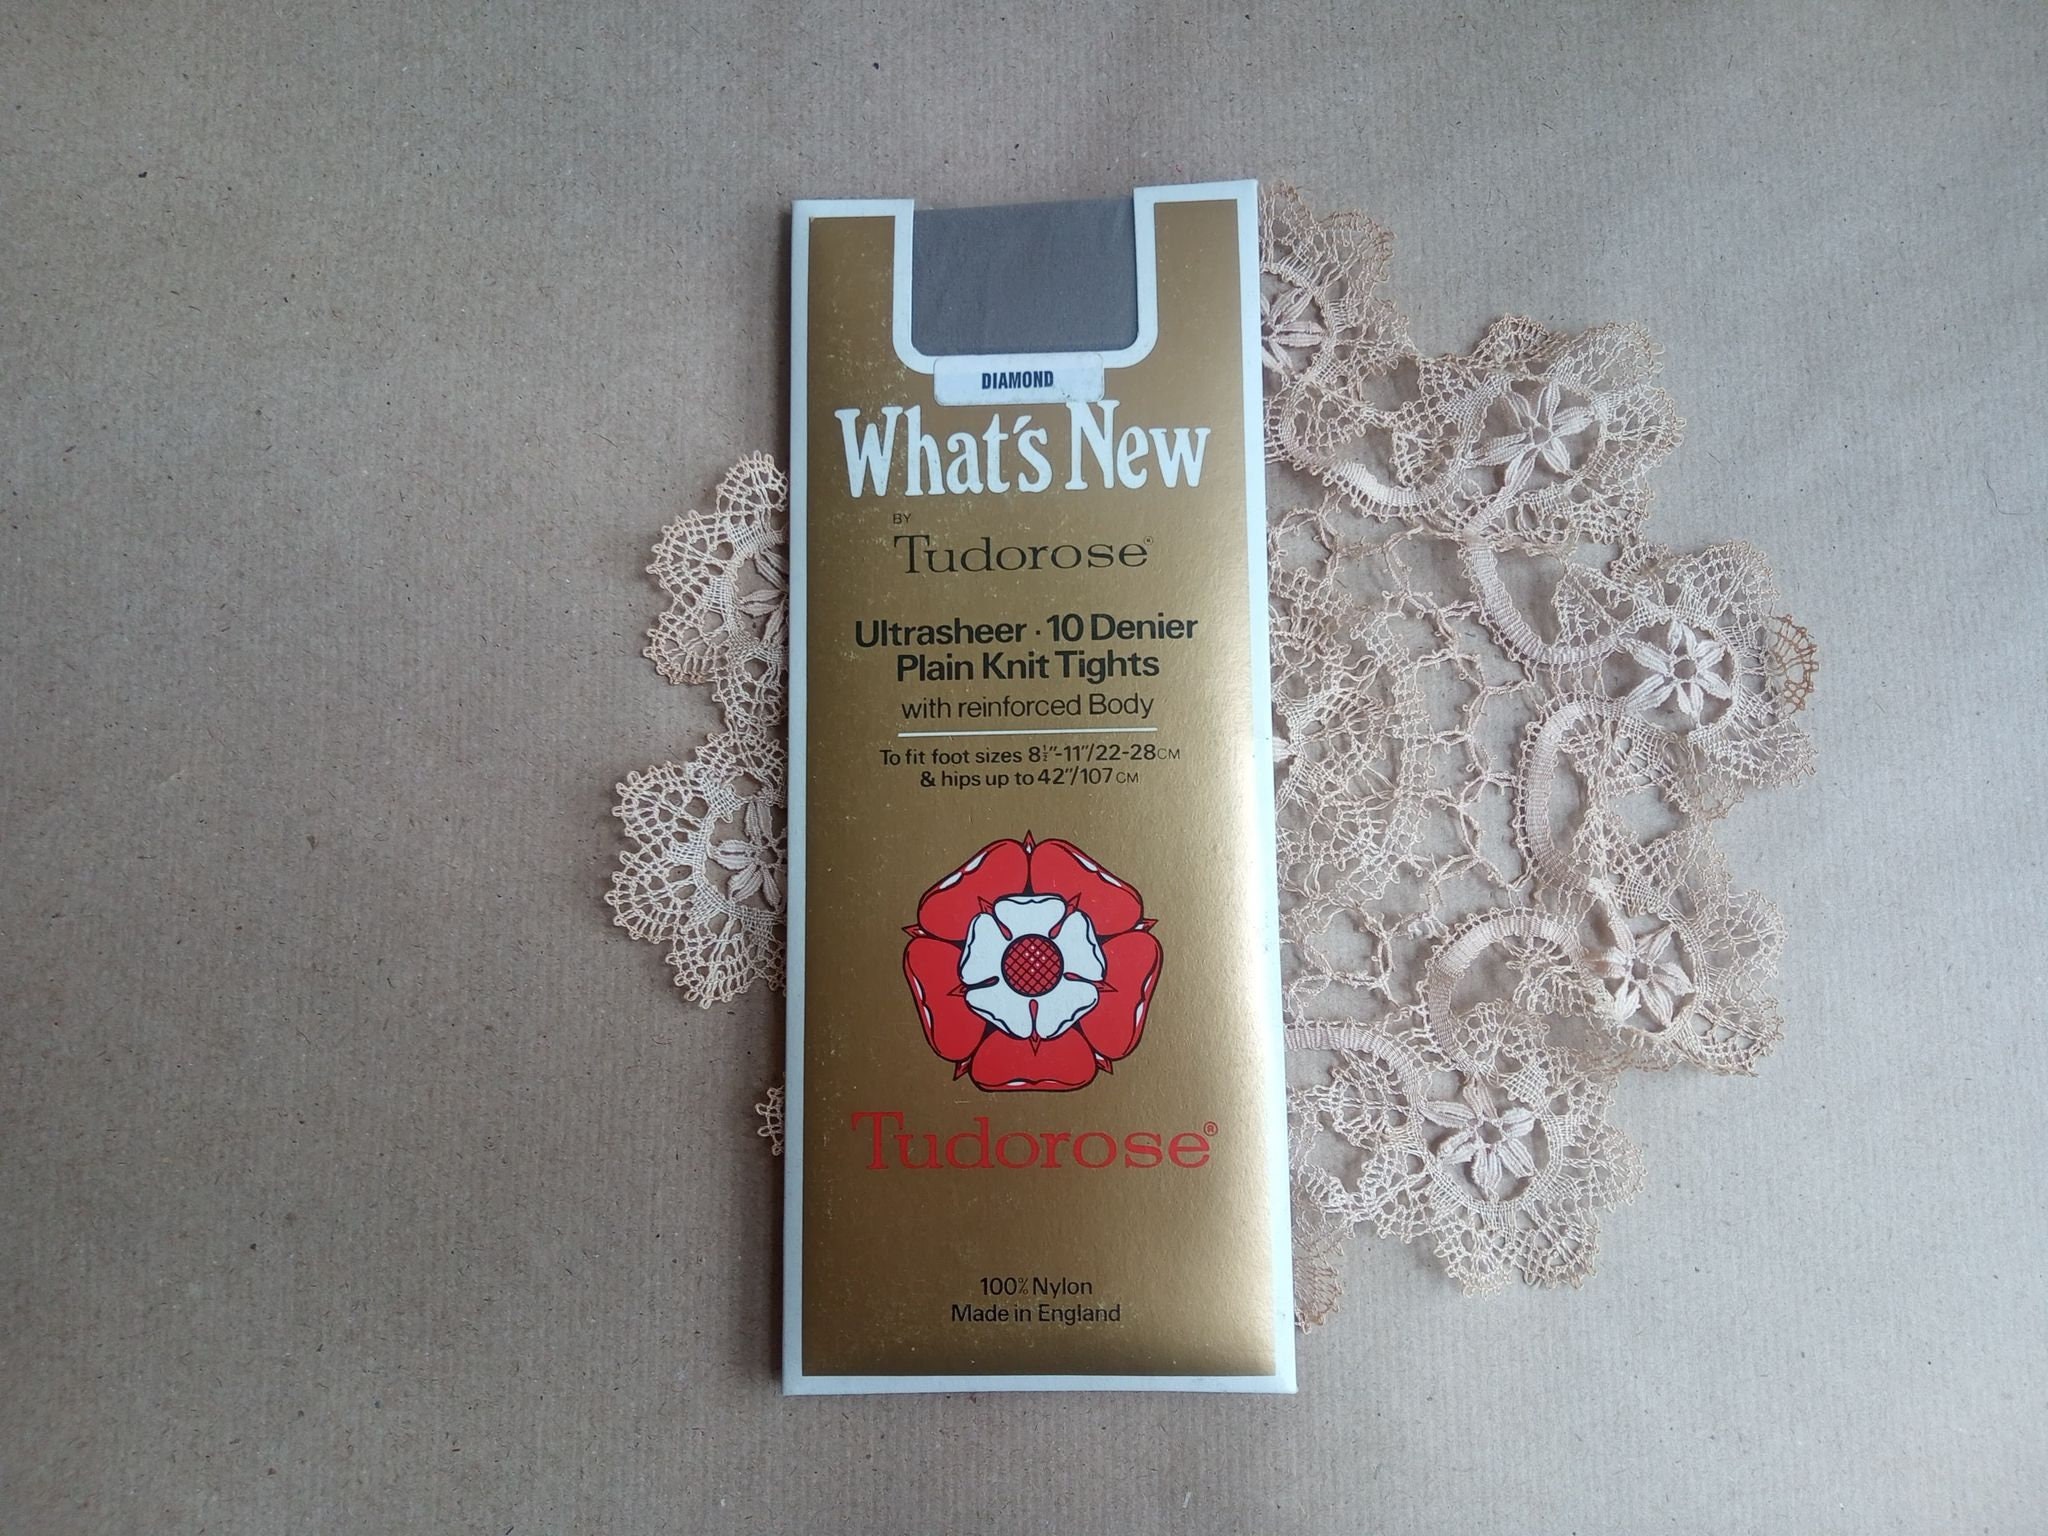 DIAMOND
What's New
BY
Tudorose®
Ultrasheer · 10 Denier
Plain Knit Tights
with reinforced Body
To fit foot sizes 8½"-11"/22-28CM
& hips up to 42"/107CM
Tudorose®
100% Nylon
Made in England